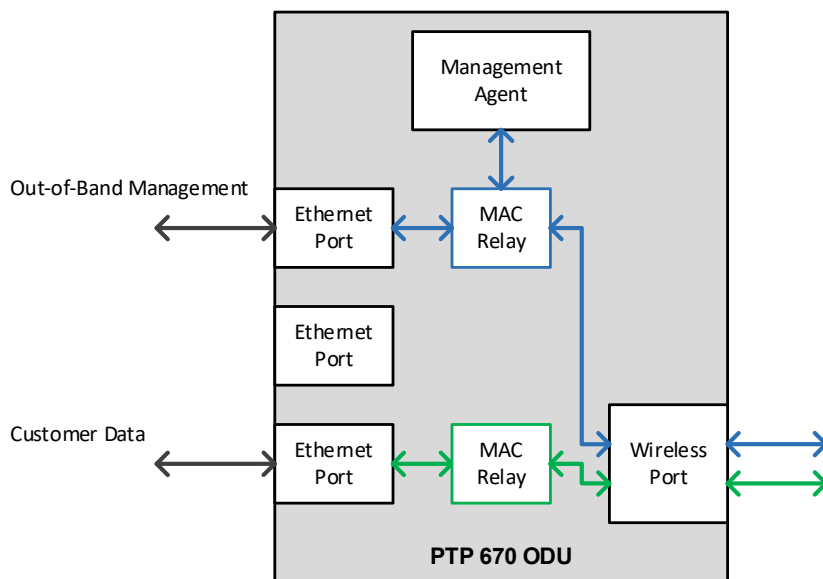 Management
Agent
Out-of-Band Management
Ethernet
Port
MAC
Relay
Ethernet
Port
Customer Data
Ethernet
Port
MAC
Relay
Wireless
Port
PTP 670 ODU